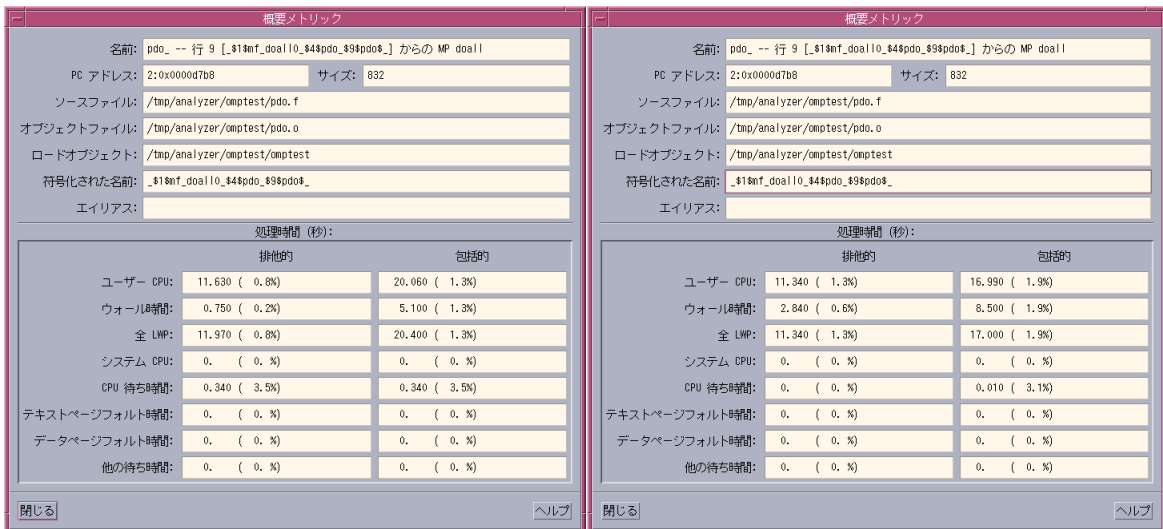 概要メトリック
名前: pdo_ -- 行 9 [_$1$mf_doall0_$4$pdo_$9$pdo$_] からの MP doall
PC アドレス: 2:0x0000d7b8 サイズ: 832
ソースファイル: /tmp/analyzer/omptest/pdo.f
オブジェクトファイル: /tmp/analyzer/omptest/pdo.o
ロードオブジェクト: /tmp/analyzer/omptest/omptest
符号化された名前: _$1$mf_doall0_$4$pdo_$9$pdo$_
エイリアス:
処理時間 (秒):
排他的 包括的
ユーザー CPU: 11.630 ( 0.8%) 20.060 ( 1.3%)
ウォール時間: 0.750 ( 0.2%) 5.100 ( 1.3%)
全 LWP: 11.970 ( 0.8%) 20.400 ( 1.3%)
システム CPU: 0. ( 0. %) 0. ( 0. %)
CPU 待ち時間: 0.340 ( 3.5%) 0.340 ( 3.5%)
テキストページフォルト時間: 0. ( 0. %) 0. ( 0. %)
データページフォルト時間: 0. ( 0. %) 0. ( 0. %)
他の待ち時間: 0. ( 0. %) 0. ( 0. %)
閉じる ヘルプ
概要メトリック
名前: pdo_ -- 行 9 [_$1$mf_doall0_$4$pdo_$9$pdo$_] からの MP doall
PC アドレス: 2:0x0000d7b8 サイズ: 832
ソースファイル: /tmp/analyzer/omptest/pdo.f
オブジェクトファイル: /tmp/analyzer/omptest/pdo.o
ロードオブジェクト: /tmp/analyzer/omptest/omptest
符号化された名前: _$1$mf_doall0_$4$pdo_$9$pdo$_
エイリアス:
処理時間 (秒):
排他的 包括的
ユーザー CPU: 11.340 ( 1.3%) 16.990 ( 1.9%)
ウォール時間: 2.840 ( 0.6%) 8.500 ( 1.9%)
全 LWP: 11.340 ( 1.3%) 17.000 ( 1.9%)
システム CPU: 0. ( 0. %) 0. ( 0. %)
CPU 待ち時間: 0. ( 0. %) 0.010 ( 3.1%)
テキストページフォルト時間: 0. ( 0. %) 0. ( 0. %)
データページフォルト時間: 0. ( 0. %) 0. ( 0. %)
他の待ち時間: 0. ( 0. %) 0. ( 0. %)
閉じる ヘルプ